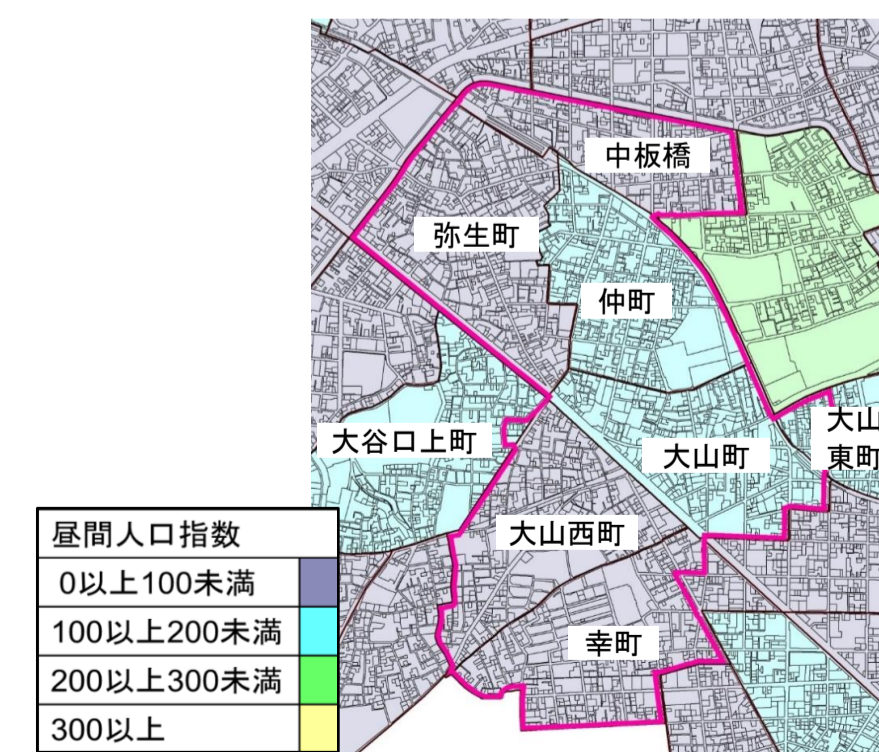 中板橋
弥生町
仲町
大谷口上町
大山町
大山
東町
大山西町
幸町
昼間人口指数
0以上100未満
100以上200未満
200以上300未満
300以上